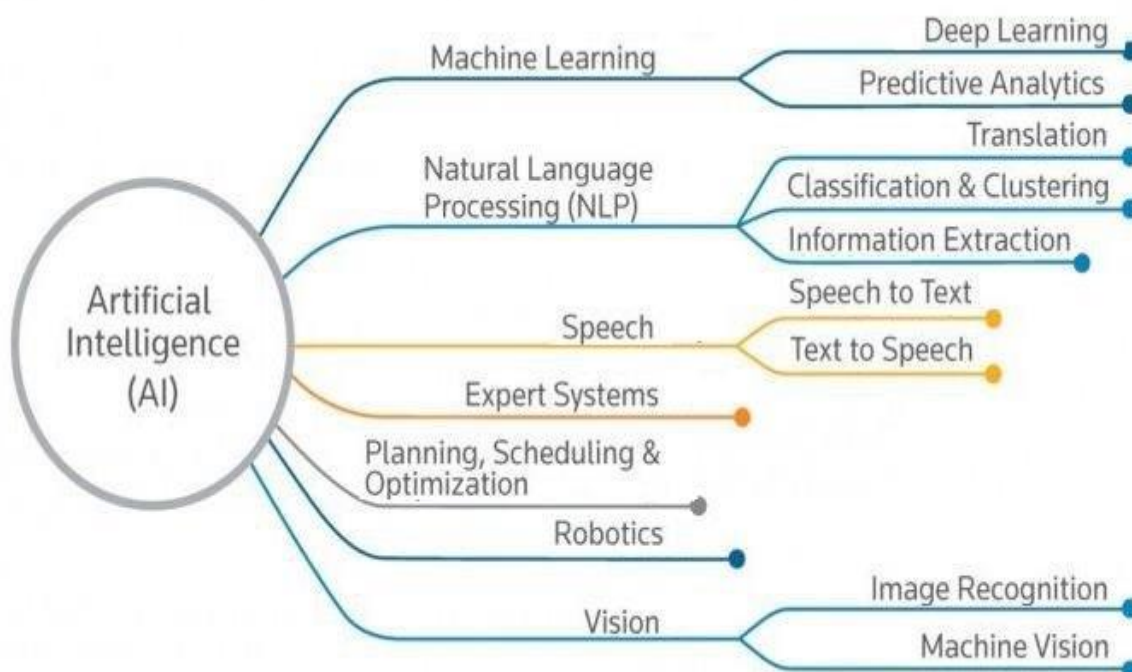 Artificial
Intelligence
(AI)
Machine Learning
Deep Learning
Predictive Analytics
Natural Language
Processing (NLP)
Translation
Classification & Clustering
Information Extraction
Speech
Speech to Text
Text to Speech
Expert Systems
Planning, Scheduling &
Optimization
Robotics
Vision
Image Recognition
Machine Vision